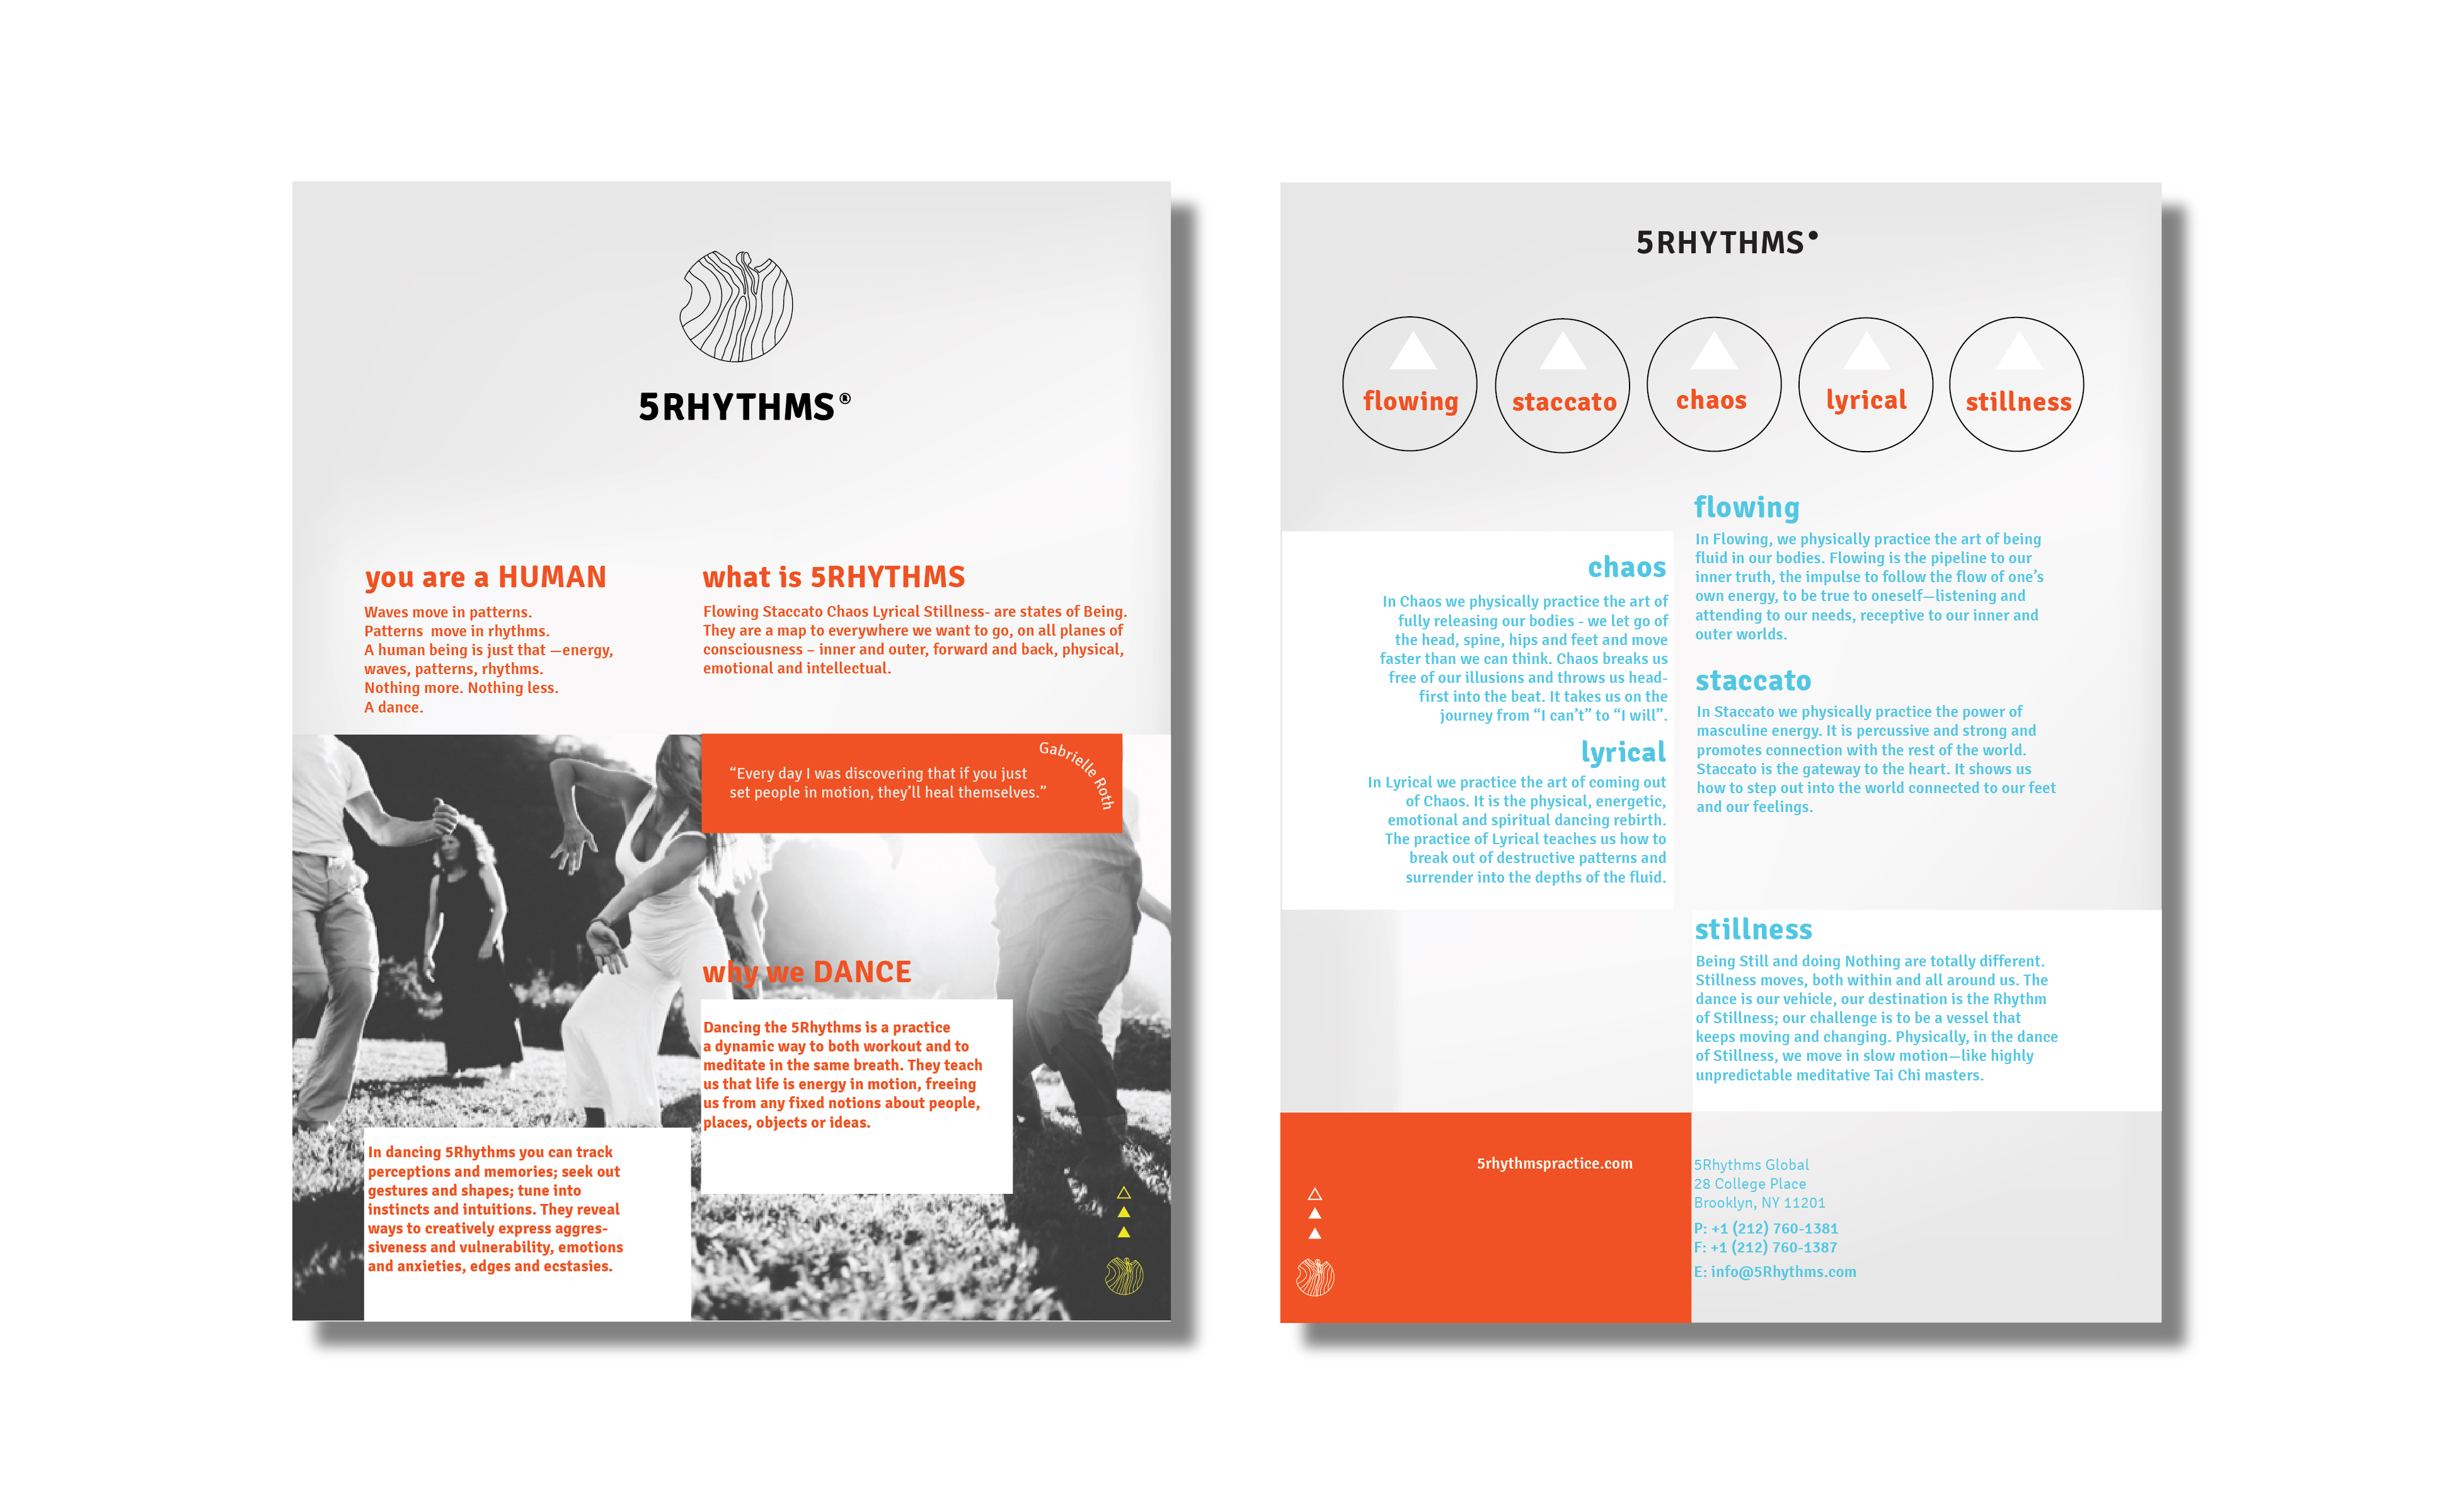 5RHYTHMS®
you are a HUMAN
Waves move in patterns.
Patterns  move in rhythms.
A human being is just that —energy,
waves, patterns, rhythms.
Nothing more. Nothing less.
A dance.
what is 5RHYTHMS
Flowing Staccato Chaos Lyrical Stillness- are states of Being.
They are a map to everywhere we want to go, on all planes of
consciousness – inner and outer, forward and back, physical,
emotional and intellectual.
“Every day I was discovering that if you just
set people in motion, they’ll heal themselves.”
Gabrielle Roth
why we DANCE
Dancing the 5Rhythms is a practice
a dynamic way to both workout and to
meditate in the same breath. They teach
us that life is energy in motion, freeing
us from any fixed notions about people,
places, objects or ideas.
In dancing 5Rhythms you can track
perceptions and memories; seek out
gestures and shapes; tune into
instincts and intuitions. They reveal
ways to creatively express aggres-
siveness and vulnerability, emotions
and anxieties, edges and ecstasies.
5RHYTHMS
flowing
staccato
chaos
lyrical
stillness
chaos
In Chaos we physically practice the art of
fully releasing our bodies - we let go of
the head, spine, hips and feet and move
faster than we can think. Chaos breaks us
free of our illusions and throws us head-
first into the beat. It takes us on the
journey from “I can’t” to “I will”.
lyrical
In Lyrical we practice the art of coming out
of Chaos. It is the physical, energetic,
emotional and spiritual dancing rebirth.
The practice of Lyrical teaches us how to
break out of destructive patterns and
surrender into the depths of the fluid.
flowing
In Flowing, we physically practice the art of being
fluid in our bodies. Flowing is the pipeline to our
inner truth, the impulse to follow the flow of one’s
own energy, to be true to oneself—listening and
attending to our needs, receptive to our inner and
outer worlds.
staccato
In Staccato we physically practice the power of
masculine energy. It is percussive and strong and
promotes connection with the rest of the world.
Staccato is the gateway to the heart. It shows us
how to step out into the world connected to our feet
and our feelings.
stillness
Being Still and doing Nothing are totally different.
Stillness moves, both within and all around us. The
dance is our vehicle, our destination is the Rhythm
of Stillness; our challenge is to be a vessel that
keeps moving and changing. Physically, in the dance
of Stillness, we move in slow motion—like highly
unpredictable meditative Tai Chi masters.
5rhythmspractice.com
5Rhythms Global
28 College Place
Brooklyn, NY 11201
P: +1 (212) 760-1381
F: +1 (212) 760-1387
E: info@5Rhythms.com